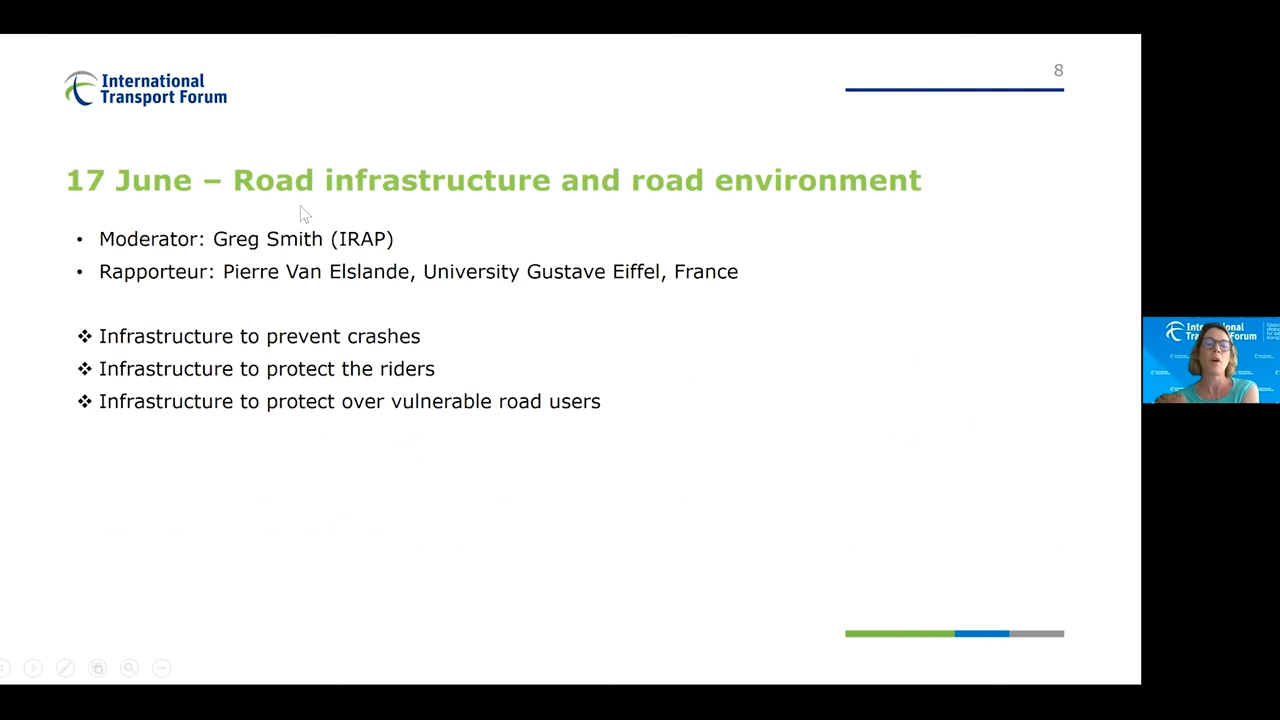 International
Transport Forum
8
17 June – Road infrastructure and road environment
• Moderator: Greg Smith (IRAP)
• Rapporteur: Pierre Van Elslande, University Gustave Eiffel, France
❖ Infrastructure to prevent crashes
❖ Infrastructure to protect the riders
❖ Infrastructure to protect over vulnerable road users